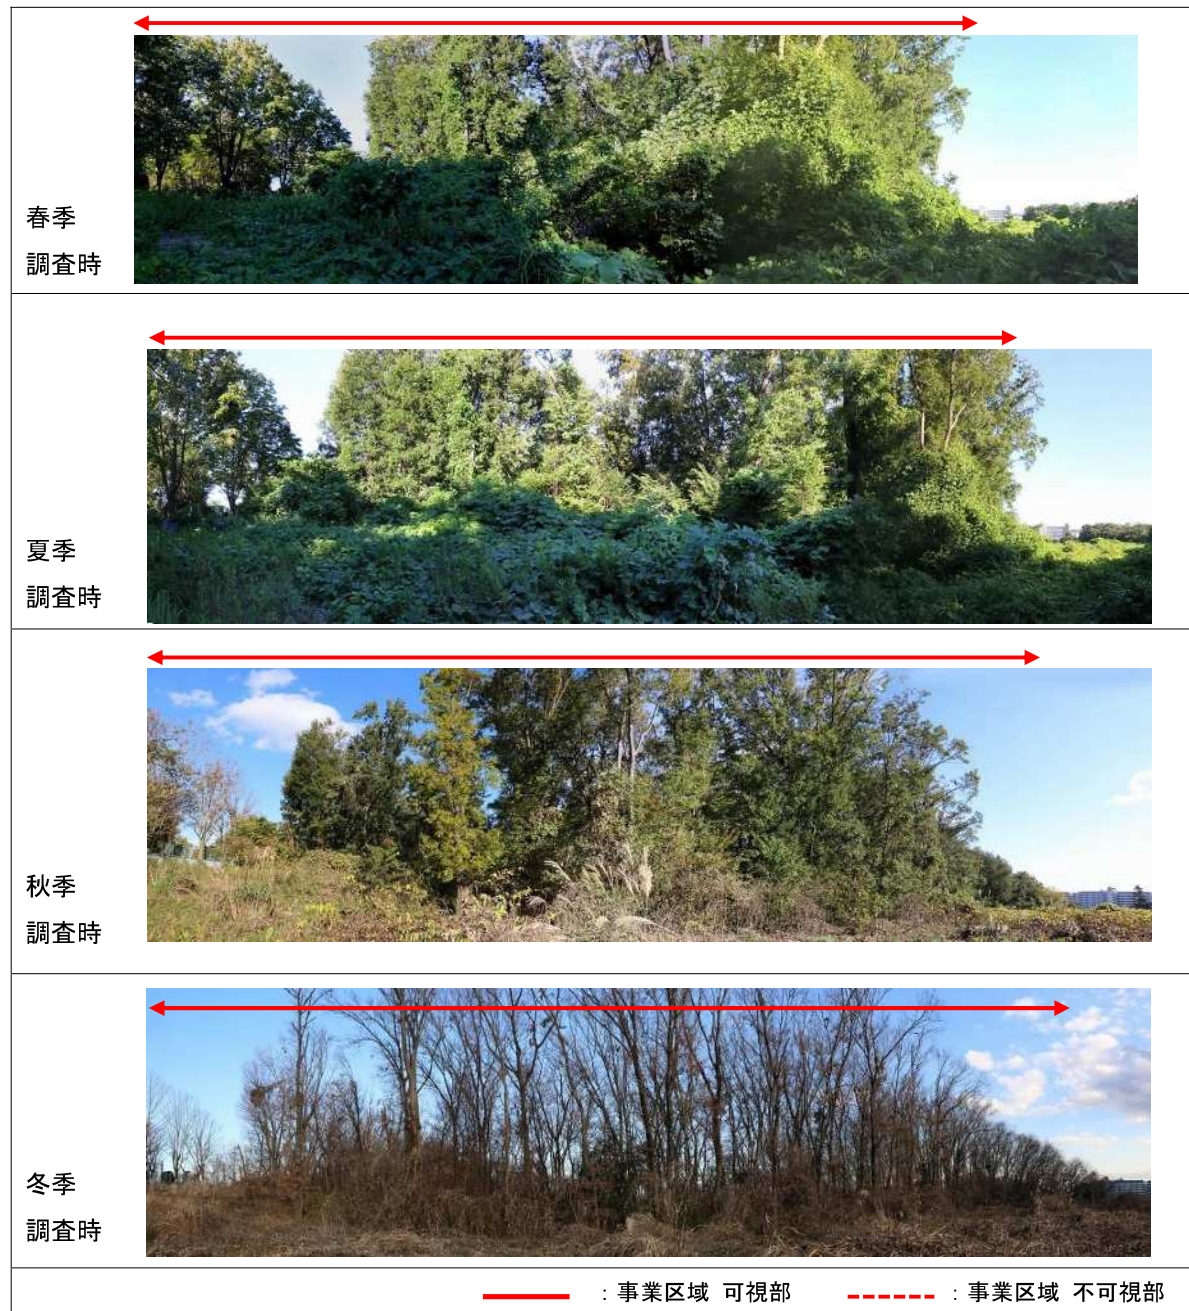 春季
調査時
夏季
調査時
秋季
調査時
冬季
調査時
：事業区域 可視部 ：事業区域 不可視部